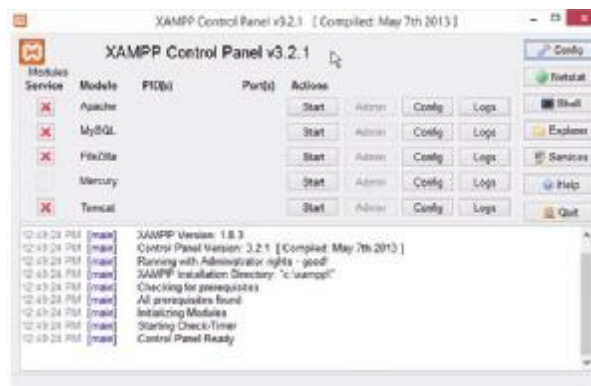 XAMPP Control Panel v3.2.1 [ Compiled: May 7th 2013 ]
XAMPP Control Panel v3.2.1
Modules
Service Module PID(s) Port(s) Actions
Apache Start Admin Config Logs
MySQL Start Admin Config Logs
FileZilla Start Admin Config Logs
Mercury Start Admin Config Logs
Tomcat Start Admin Config Logs
Config
Netstat
Shell
Explorer
Services
Help
Quit
12:49:24 PM [main] XAMPP Version: 1.8.3
12:49:24 PM [main] Control Panel Version: 3.2.1 [ Compiled: May 7th 2013 ]
12:49:24 PM [main] Running with Administrator rights - good!
12:49:24 PM [main] XAMPP Installation Directory: "c:\xampp\"
12:49:24 PM [main] Checking for prerequisites
12:49:24 PM [main] All prerequisites found
12:49:24 PM [main] Initializing Modules
12:49:24 PM [main] Starting Check-Timer
12:49:24 PM [main] Control Panel Ready